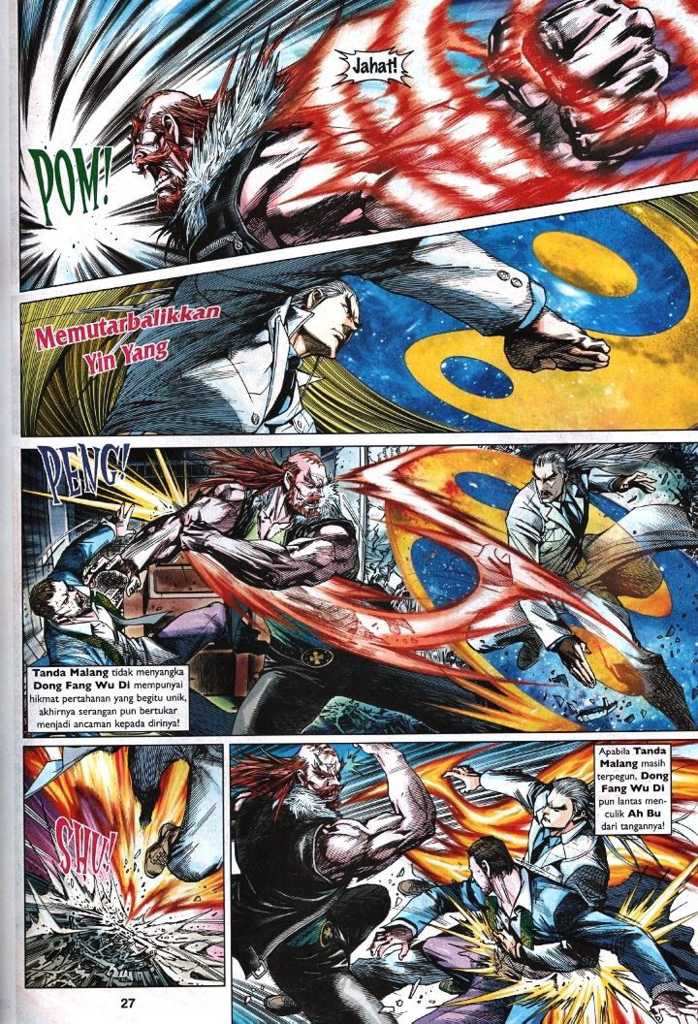 Jahat!
POM!
Memutarbalikkan
Yin Yang
PENG!
Tanda Malang tidak menyangka
Dong Fang Wu Di mempunyai
hikmat pertahanan yang begitu unik,
akhirnya serangan pun bertukar
menjadi ancaman kepada dirinya!
SHU!
Apabila Tanda
Malang masih
terpegun, Dong
Fang Wu Di
pun lantas men-
culik Ah Bu
dari tangannya!
27